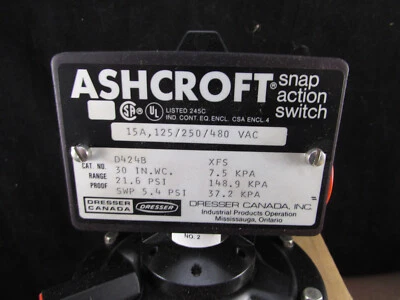 ASHCROFT® snap
action
switch
SA® UL® LISTED 245C
IND. CONT. EQ. ENCL. CSA ENCL.4
15A,125/250/480 VAC
CAT. NO. D424B XFS
RANGE 30 IN.WC. 7.5 KPA
PROOF 21.6 PSI 148.9 KPA
SWP 5.4 PSI 37.2 KPA
DRESSER CANADA DRESSER DRESSER CANADA, INC.
Industrial Products Operation
Mississauga, Ontario
NO. 2